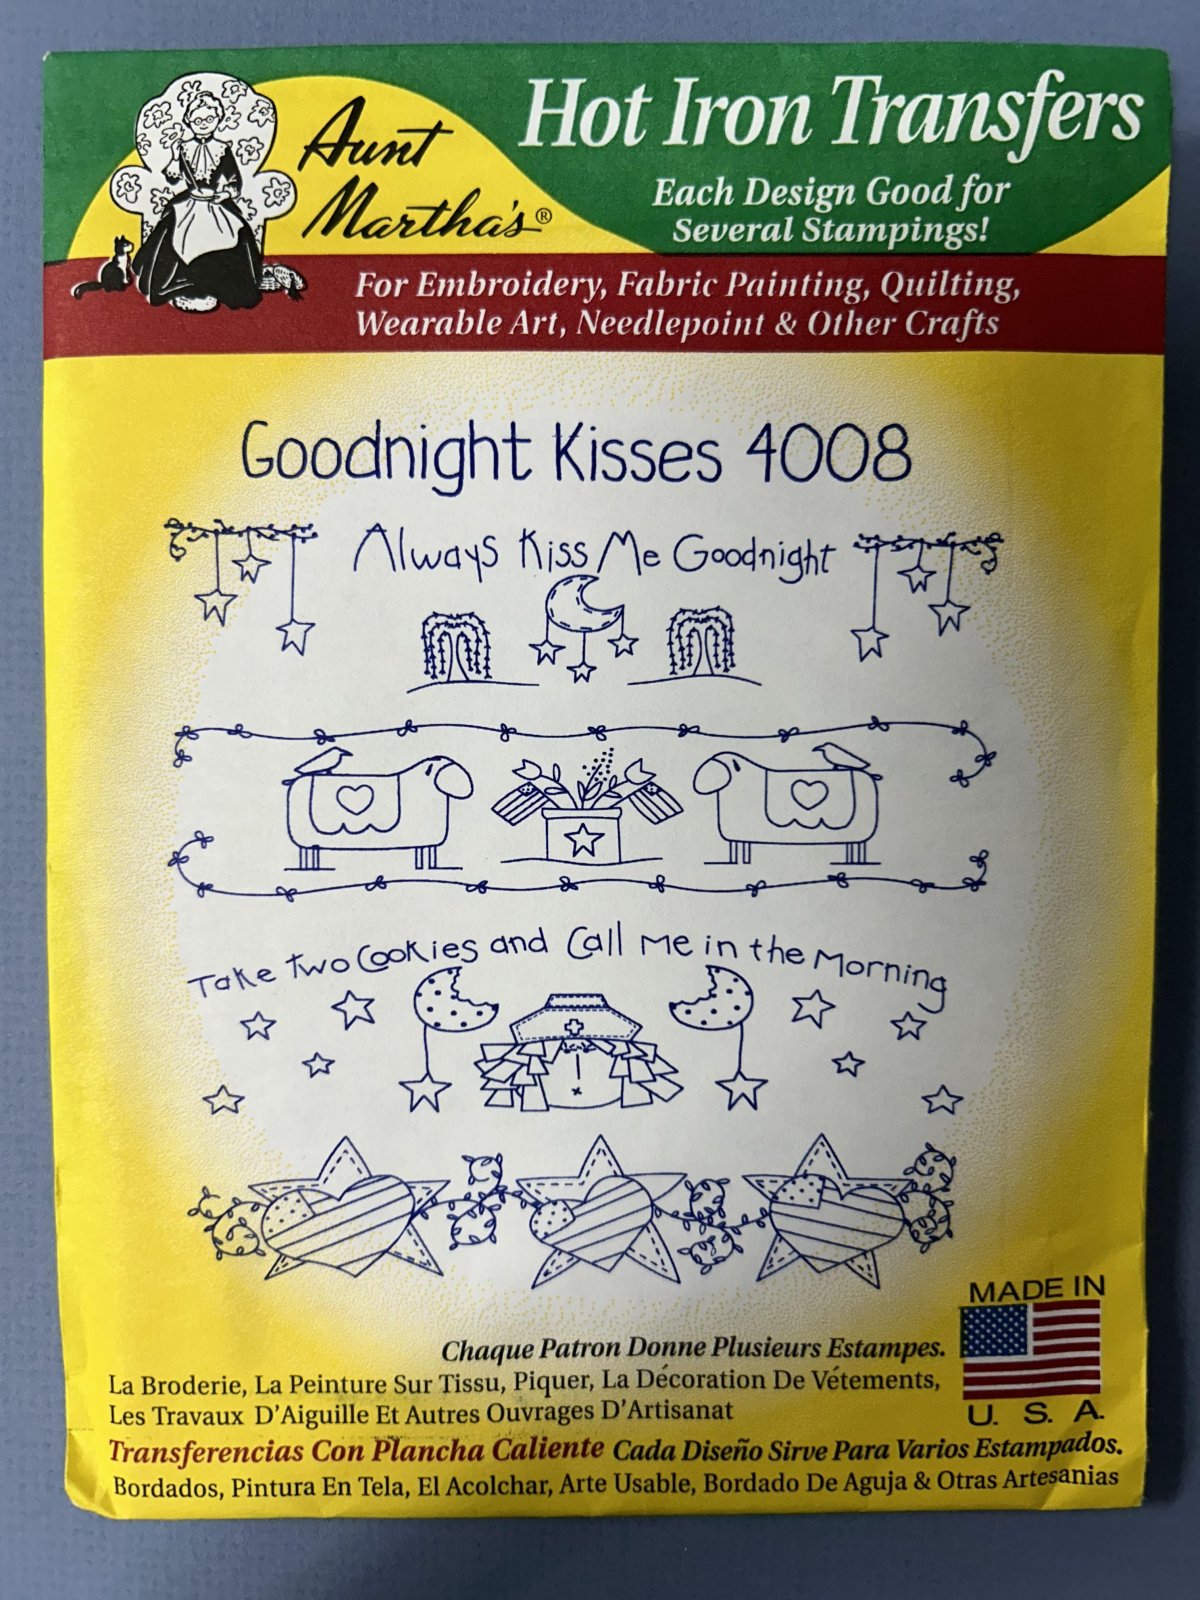 Aunt
Martha's®
Hot Iron Transfers
Each Design Good for
Several Stampings!
For Embroidery, Fabric Painting, Quilting,
Wearable Art, Needlepoint & Other Crafts
Goodnight Kisses 4008
Always Kiss Me Goodnight
Take Two Cookies and Call Me in the Morning
MADE IN
U. S. A.
Chaque Patron Donne Plusieurs Estampes.
La Broderie, La Peinture Sur Tissu, Piquer, La Décoration De Vétements,
Les Travaux D'Aiguille Et Autres Ouvrages D'Artisanat
Transferencias Con Plancha Caliente Cada Diseño Sirve Para Varios Estampados.
Bordados, Pintura En Tela, El Acolchar, Arte Usable, Bordado De Aguja & Otras Artesanias